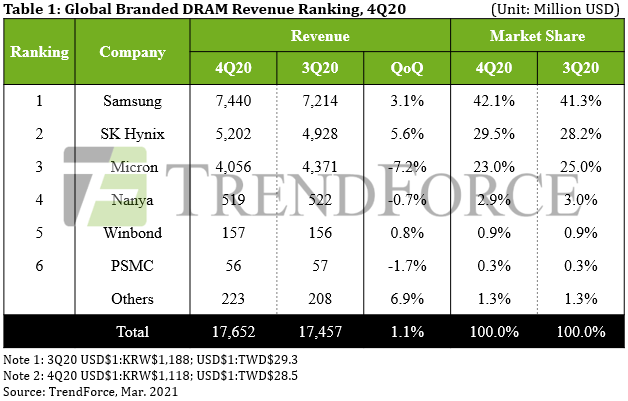 Table 1: Global Branded DRAM Revenue Ranking, 4Q20 (Unit: Million USD)
Ranking Company Revenue Market Share
4Q20 3Q20 QoQ 4Q20 3Q20
1 Samsung 7,440 7,214 3.1% 42.1% 41.3%
2 SK Hynix 5,202 4,928 5.6% 29.5% 28.2%
3 Micron 4,056 4,371 -7.2% 23.0% 25.0%
TRENDFORCE
4 Nanya 519 522 -0.7% 2.9% 3.0%
5 Winbond 157 156 0.8% 0.9% 0.9%
6 PSMC 56 57 -1.7% 0.3% 0.3%
Others 223 208 6.9% 1.3% 1.3%
Total 17,652 17,457 1.1% 100.0% 100.0%
Note 1: 3Q20 USD$1:KRW$1,188; USD$1:TWD$29.3
Note 2: 4Q20 USD$1:KRW$1,118; USD$1:TWD$28.5
Source: TrendForce, Mar. 2021